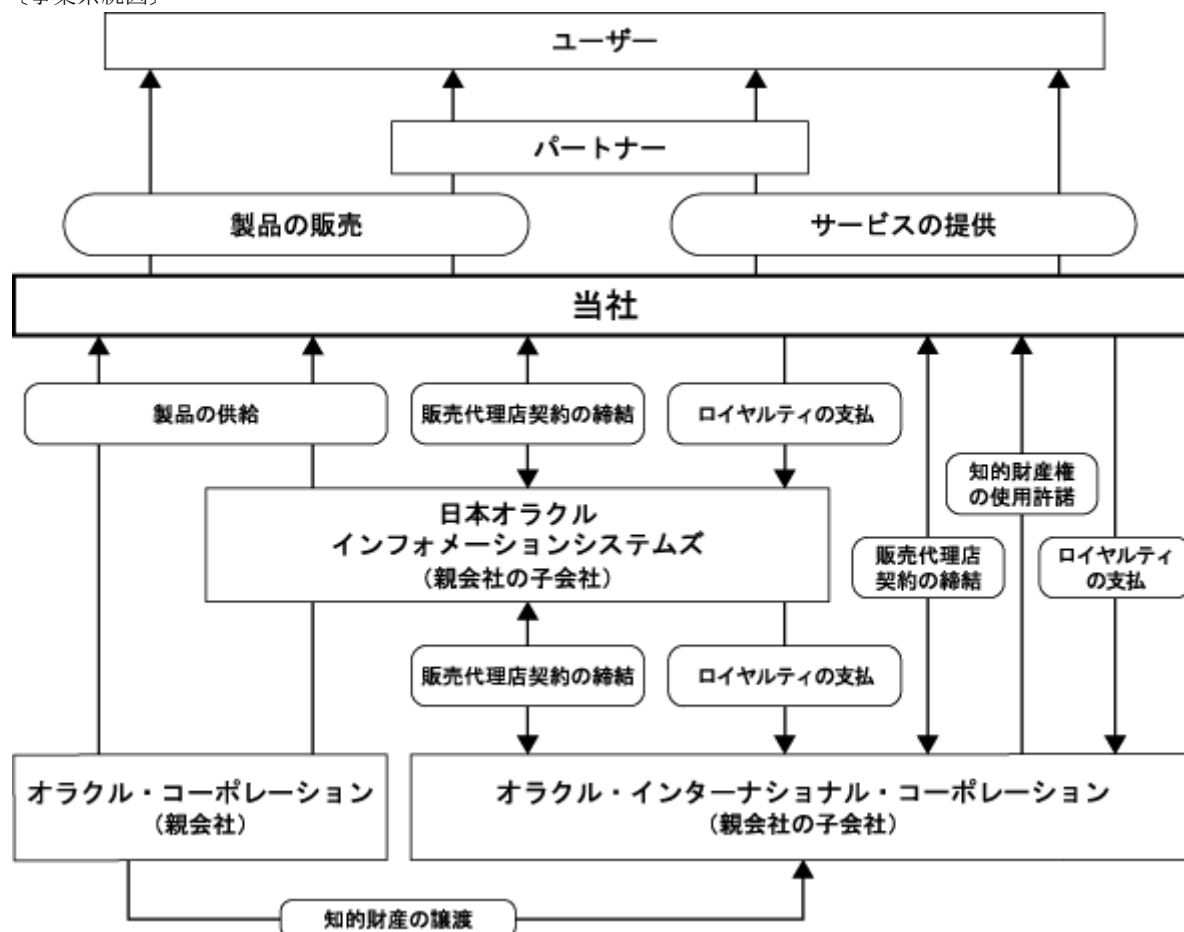 〔事業系統図〕
ユーザー
パートナー
製品の販売
サービスの提供
当社
製品の供給
販売代理店契約の締結
ロイヤルティの支払
知的財産権
の使用許諾
日本オラクル
インフォメーションシステムズ
（親会社の子会社）
販売代理店
契約の締結
ロイヤルティ
の支払
販売代理店契約の締結
ロイヤルティの支払
オラクル・コーポレーション
（親会社）
オラクル・インターナショナル・コーポレーション
（親会社の子会社）
知的財産の譲渡